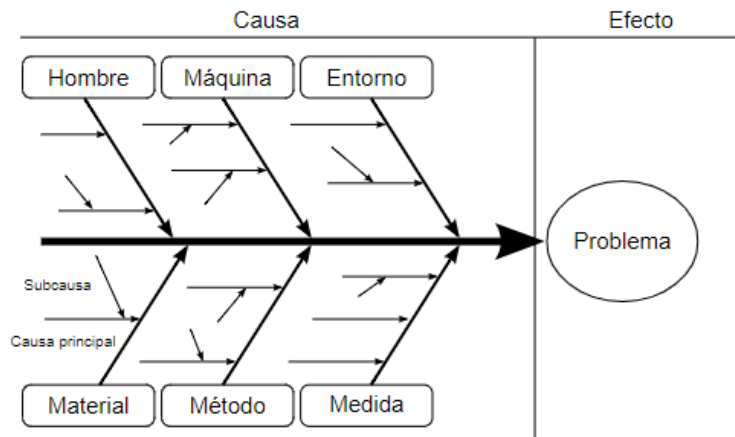 Causa
Efecto
Hombre
Máquina
Entorno
Problema
Subcausa
Causa principal
Material
Método
Medida